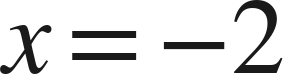 x = −2